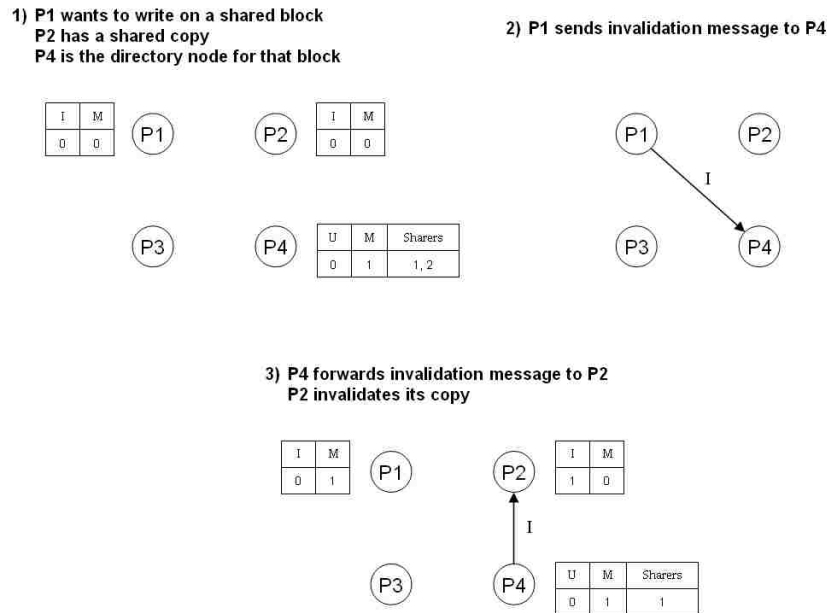 1) P1 wants to write on a shared block
P2 has a shared copy
P4 is the directory node for that block
2) P1 sends invalidation message to P4
I M
0 0
P1
P2
I M
0 0
P1
P2
I
P3
P4
U M Sharers
0 1 1, 2
P3
P4
3) P4 forwards invalidation message to P2
P2 invalidates its copy
I M
0 1
P1
P2
I M
1 0
I
P3
P4
U M Sharers
0 1 1